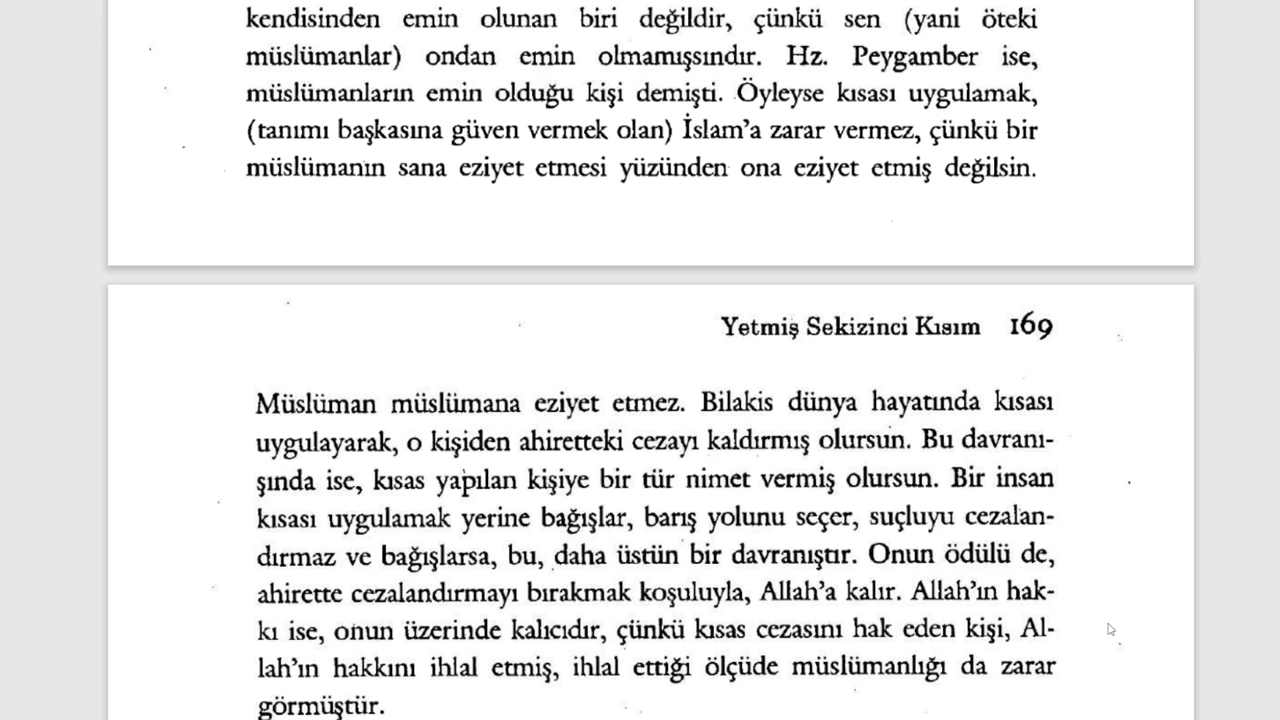 kendisinden emin olunan biri değildir, çünkü sen (yani öteki
müslümanlar) ondan emin olmamışsındır. Hz. Peygamber ise,
müslümanların emin olduğu kişi demişti. Öyleyse kısası uygulamak,
(tanımı başkasına güven vermek olan) İslam'a zarar vermez, çünkü bir
müslümanın sana eziyet etmesi yüzünden ona eziyet etmiş değilsin.
Yetmiş Sekizinci Kısım 169
Müslüman müslümana eziyet etmez. Bilakis dünya hayatında kısası
uygulayarak, o kişiden ahiretteki cezayı kaldırmış olursun. Bu davranı-
şında ise, kısas yapılan kişiye bir tür nimet vermiş olursun. Bir insan
kısası uygulamak yerine bağışlar, barış yolunu seçer, suçluyu cezalan-
dırmaz ve bağışlarsa, bu, daha üstün bir davranıştır. Onun ödülü de,
ahirette cezalandırmayı bırakmak koşuluyla, Allah'a kalır. Allah'ın hak-
kı ise, onun üzerinde kalıcıdır, çünkü kısas cezasını hak eden kişi, Al-
lah'ın hakkını ihlal etmiş, ihlal ettiği ölçüde müslümanlığı da zarar
görmüştür.